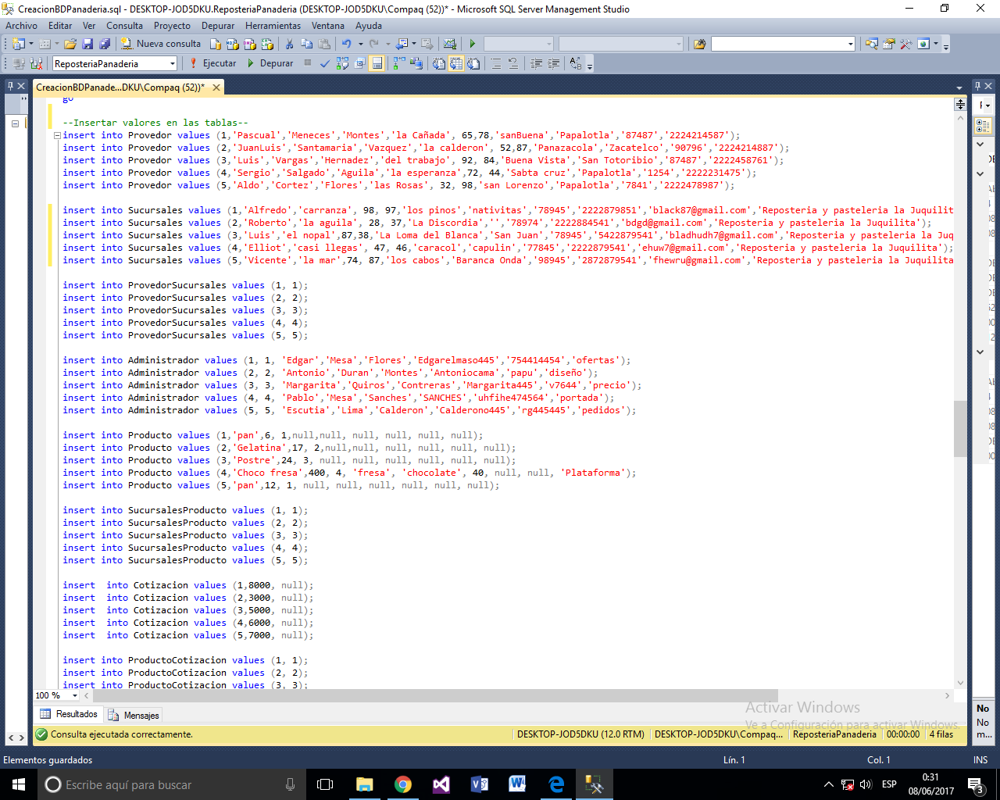 CreacionBDPanaderia.sql - DESKTOP-JOD5DKU.ReposteriaPanaderia (DESKTOP-JOD5DKU\Compaq (52))* - Microsoft SQL Server Management Studio
Archivo Editar Ver Consulta Proyecto Depurar Herramientas Ventana Ayuda
Nueva consulta
ReposteriaPanaderia Ejecutar Depurar
CreacionBDPanade...DKU\Compaq (52))*
go
--Insertar valores en las tablas--
insert into Provedor values (1,'Pascual','Meneces','Montes','la Cañada', 65,78,'sanBuena','Papalotla','87487','2224214587');
insert into Provedor values (2,'JuanLuis','Santamaria','Vazquez','la calderon', 52,87,'Panazacola','Zacatelco','90796','2224214887');
insert into Provedor values (3,'Luis','Vargas','Hernadez','del trabajo', 92, 84,'Buena Vista','San Totoribio','87487','2222458761');
insert into Provedor values (4,'Sergio','Salgado','Aguila','la esperanza',72, 44,'Sabta cruz','Papalotla','1254','2222231475');
insert into Provedor values (5,'Aldo','Cortez','Flores','las Rosas', 32, 98,'san Lorenzo','Papalotla','7841','2222478987');
insert into Sucursales values (1,'Alfredo','carranza', 98, 97,'los pinos','nativitas','78945','2222879851','black87@gmail.com','Reposteria y pasteleria la Juquilit
insert into Sucursales values (2,'Roberto','la aguila', 28, 37,'La Discordia','','78974','2222884541','bdgd@gmail.com','Reposteria y pasteleria la Juquilita');
insert into Sucursales values (3,'Luis','el nopal',87,38,'La Loma del Blanca','San Juan','78945','5422879541','bladhudh7@gmail.com','Reposteria y pasteleria la Juq
insert into Sucursales values (4,'Elliot','casi llegas', 47, 46,'caracol','capulin','77845','2222879541','ehuw7@gmail.com','Reposteria y pasteleria la Juquilita');
insert into Sucursales values (5,'Vicente','la mar',74, 87,'los cabos','Baranca Onda','98945','2872879541','fhewru@gmail.com','Reposteria y pasteleria la Juquilita
insert into ProvedorSucursales values (1, 1);
insert into ProvedorSucursales values (2, 2);
insert into ProvedorSucursales values (3, 3);
insert into ProvedorSucursales values (4, 4);
insert into ProvedorSucursales values (5, 5);
insert into Administrador values (1, 1, 'Edgar','Mesa','Flores','Edgarelmaso445','754414454','ofertas');
insert into Administrador values (2, 2, 'Antonio','Duran','Montes','Antoniocama','papu','diseño');
insert into Administrador values (3, 3, 'Margarita','Quiros','Contreras','Margarita445','v7644','precio');
insert into Administrador values (4, 4, 'Pablo','Mesa','Sanches','SANCHES','uhfihe474564','portada');
insert into Administrador values (5, 5, 'Escutia','Lima','Calderon','Calderono445','rg445445','pedidos');
insert into Producto values (1,'pan',6, 1,null,null, null, null, null, null);
insert into Producto values (2,'Gelatina',17, 2,null,null, null, null, null, null);
insert into Producto values (3,'Postre',24, 3, null, null, null, null, null, null);
insert into Producto values (4,'Choco fresa',400, 4, 'fresa', 'chocolate', 40, null, null, 'Plataforma');
insert into Producto values (5,'pan',12, 1, null, null, null, null, null, null);
insert into SucursalesProducto values (1, 1);
insert into SucursalesProducto values (2, 2);
insert into SucursalesProducto values (3, 3);
insert into SucursalesProducto values (4, 4);
insert into SucursalesProducto values (5, 5);
insert  into Cotizacion values (1,8000, null);
insert  into Cotizacion values (2,3000, null);
insert  into Cotizacion values (3,5000, null);
insert  into Cotizacion values (4,6000, null);
insert  into Cotizacion values (5,7000, null);
insert into ProductoCotizacion values (1, 1);
insert into ProductoCotizacion values (2, 2);
insert into ProductoCotizacion values (3, 3);
100 %
Resultados Mensajes
Activar Windows
Ve a Configuración para activar Windows.
No
No
m...
Consulta ejecutada correctamente. DESKTOP-JOD5DKU (12.0 RTM) DESKTOP-JOD5DKU\Compaq... ReposteriaPanaderia 00:00:00 4 filas
Elementos guardados Lín. 1 Col. 1 INS
Escribe aquí para buscar ESP 0:31
08/06/2017 3